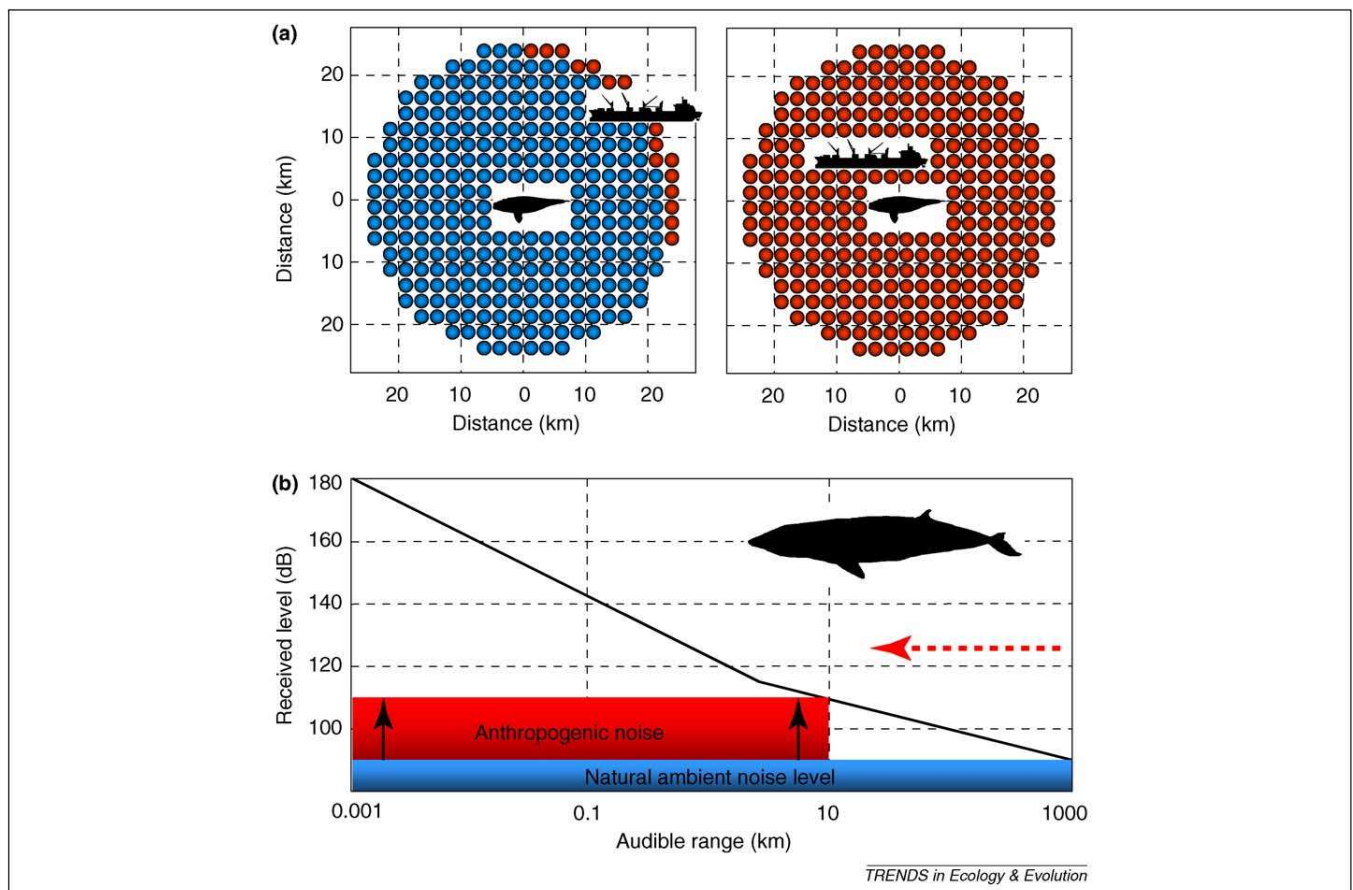 (a)
20
10
0
10
20
Distance (km)
20 10 0 10 20
Distance (km)
20 10 0 10 20
Distance (km)
(b)
180
160
140
120
100
Received level (dB)
Anthropogenic noise
Natural ambient noise level
0.001 0.1 10 1000
Audible range (km)
TRENDS in Ecology & Evolution